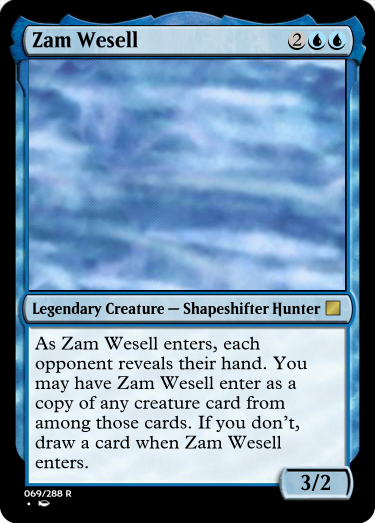 Zam Wesell 2
Legendary Creature — Shapeshifter Hunter
As Zam Wesell enters, each
opponent reveals their hand. You
may have Zam Wesell enter as a
copy of any creature card from
among those cards. If you don't,
draw a card when Zam Wesell
enters.
3/2
069/288 R